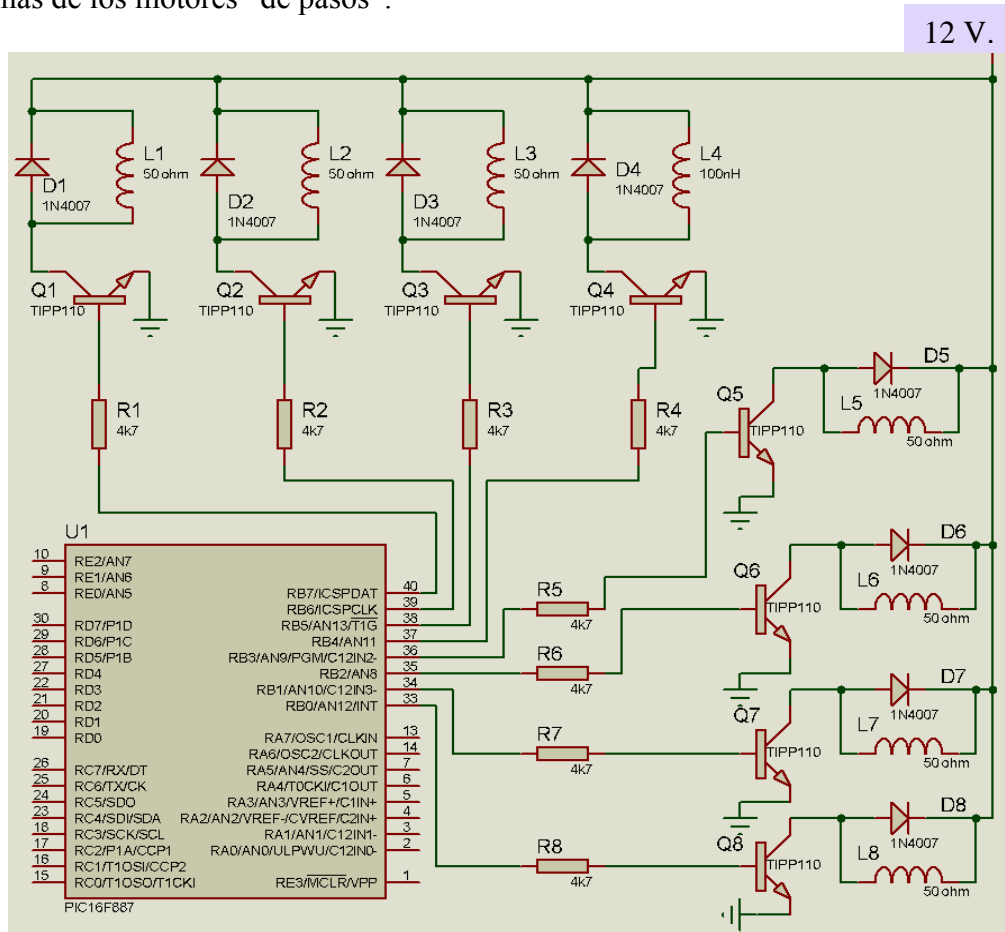 mas de los motores "de pasos".
12 V.
L1
50 ohm
D1
1N4007
L2
50 ohm
D2
1N4007
L3
50 ohm
D3
1N4007
L4
100nH
D4
1N4007
Q1
TIPP110
Q2
TIPP110
Q3
TIPP110
Q4
TIPP110
R1
4k7
R2
4k7
R3
4k7
R4
4k7
Q5
TIPP110
D5
1N4007
L5
50 ohm
Q6
TIPP110
D6
1N4007
L6
50 ohm
Q7
TIPP110
D7
1N4007
L7
50 ohm
Q8
TIPP110
D8
1N4007
L8
50 ohm
R5
4k7
R6
4k7
R7
4k7
R8
4k7
U1
10 RE2/AN7
9 RE1/AN6
8 RE0/AN5
30 RD7/P1D
29 RD6/P1C
28 RD5/P1B
27 RD4
22 RD3
21 RD2
20 RD1
19 RD0
26 RC7/RX/DT
25 RC6/TX/CK
24 RC5/SDO
23 RC4/SDI/SDA
18 RC3/SCK/SCL
17 RC2/P1A/CCP1
16 RC1/T1OSI/CCP2
15 RC0/T1OSO/T1CKI
RB7/ICSPDAT 40
RB6/ICSPCLK 39
RB5/AN13/T1G 38
RB4/AN11 37
RB3/AN9/PGM/C12IN2- 36
RB2/AN8 35
RB1/AN10/C12IN3- 34
RB0/AN12/INT 33
RA7/OSC1/CLKIN 13
RA6/OSC2/CLKOUT 14
RA5/AN4/SS/C2OUT 7
RA4/T0CKI/C1OUT 6
RA3/AN3/VREF+/C1IN+ 5
RA2/AN2/VREF-/CVREF/C2IN+ 4
RA1/AN1/C12IN1- 3
RA0/AN0/ULPWU/C12IN0- 2
RE3/MCLR/VPP 1
PIC16F887